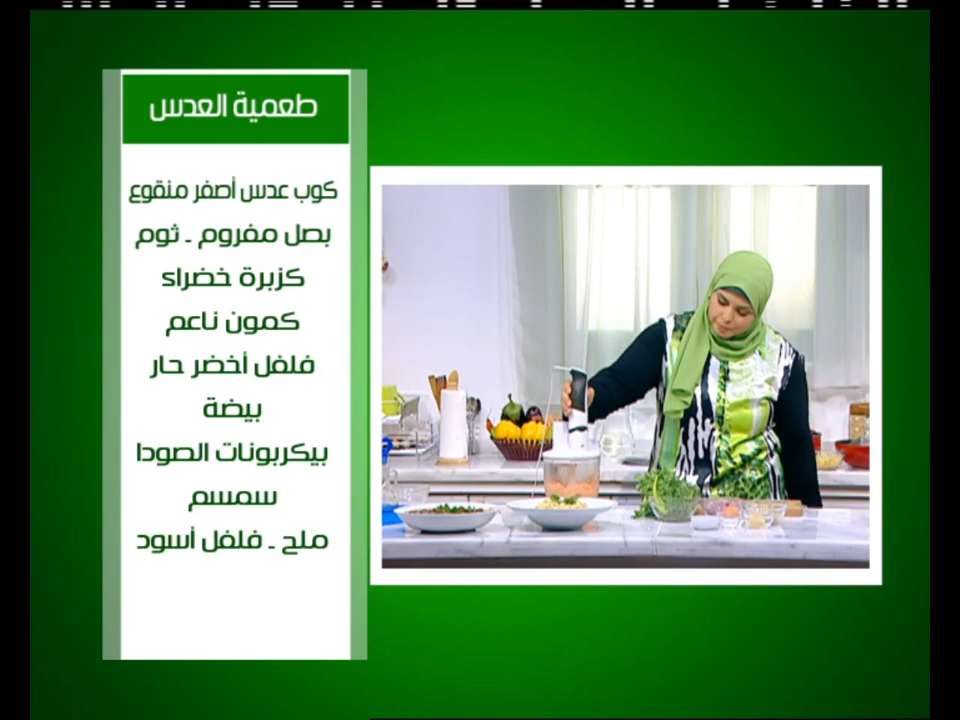 طعمية العدس
كوب عدس أصفر منقوع
بصل مفروم - ثوم
كزبرة خضراء
كمون ناعم
فلفل أخضر حار
بيضة
بيكربونات الصودا
سمسم
ملح - فلفل أسود